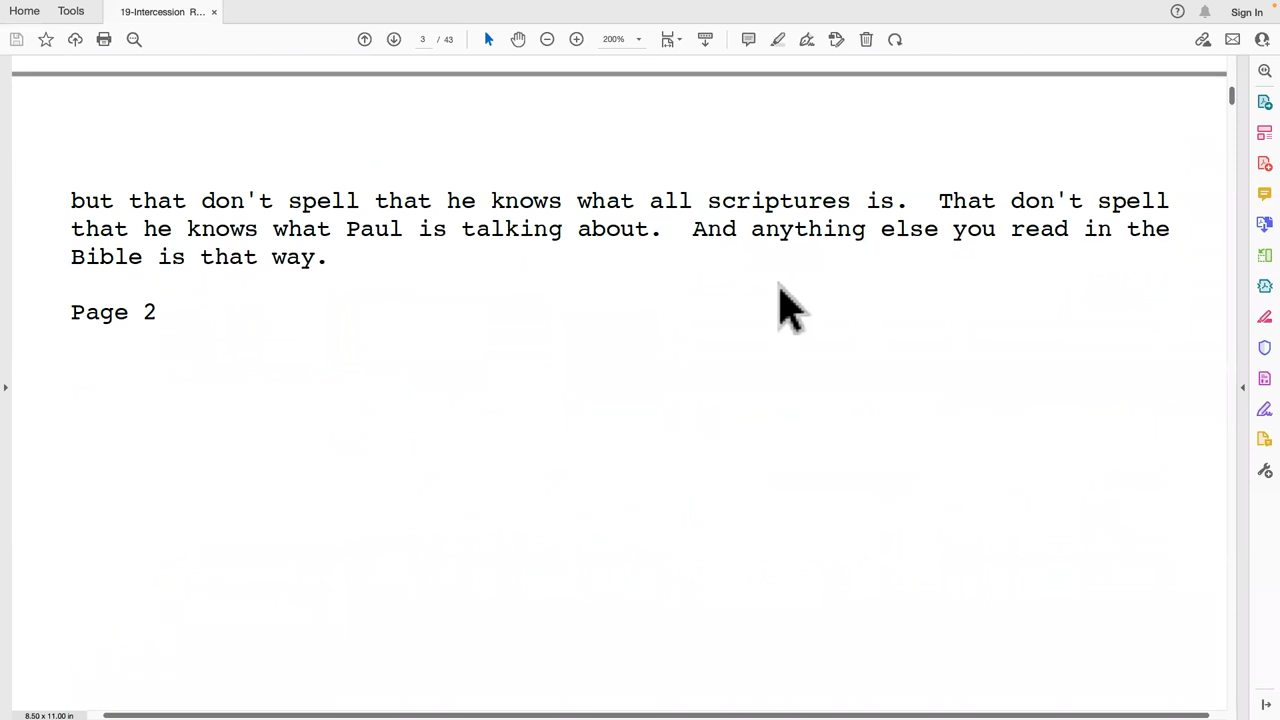 Home Tools 19-Intercession R... × Sign In
3 / 43 200%
but that don't spell that he knows what all scriptures is.  That don't spell
that he knows what Paul is talking about.  And anything else you read in the
Bible is that way.
Page 2
8.50 x 11.00 in